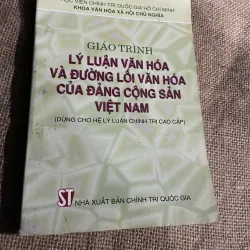 HỌC VIỆN CHÍNH TRỊ QUỐC GIA HỒ CHÍ MINH
KHOA VĂN HÓA XÃ HỘI CHỦ NGHĨA
GIÁO TRÌNH
LÝ LUẬN VĂN HÓA
VÀ ĐƯỜNG LỐI VĂN HÓA
CỦA ĐẢNG CỘNG SẢN
VIỆT NAM
(DÙNG CHO HỆ LÝ LUẬN CHÍNH TRỊ CAO CẤP)
ST NHÀ XUẤT BẢN CHÍNH TRỊ QUỐC GIA